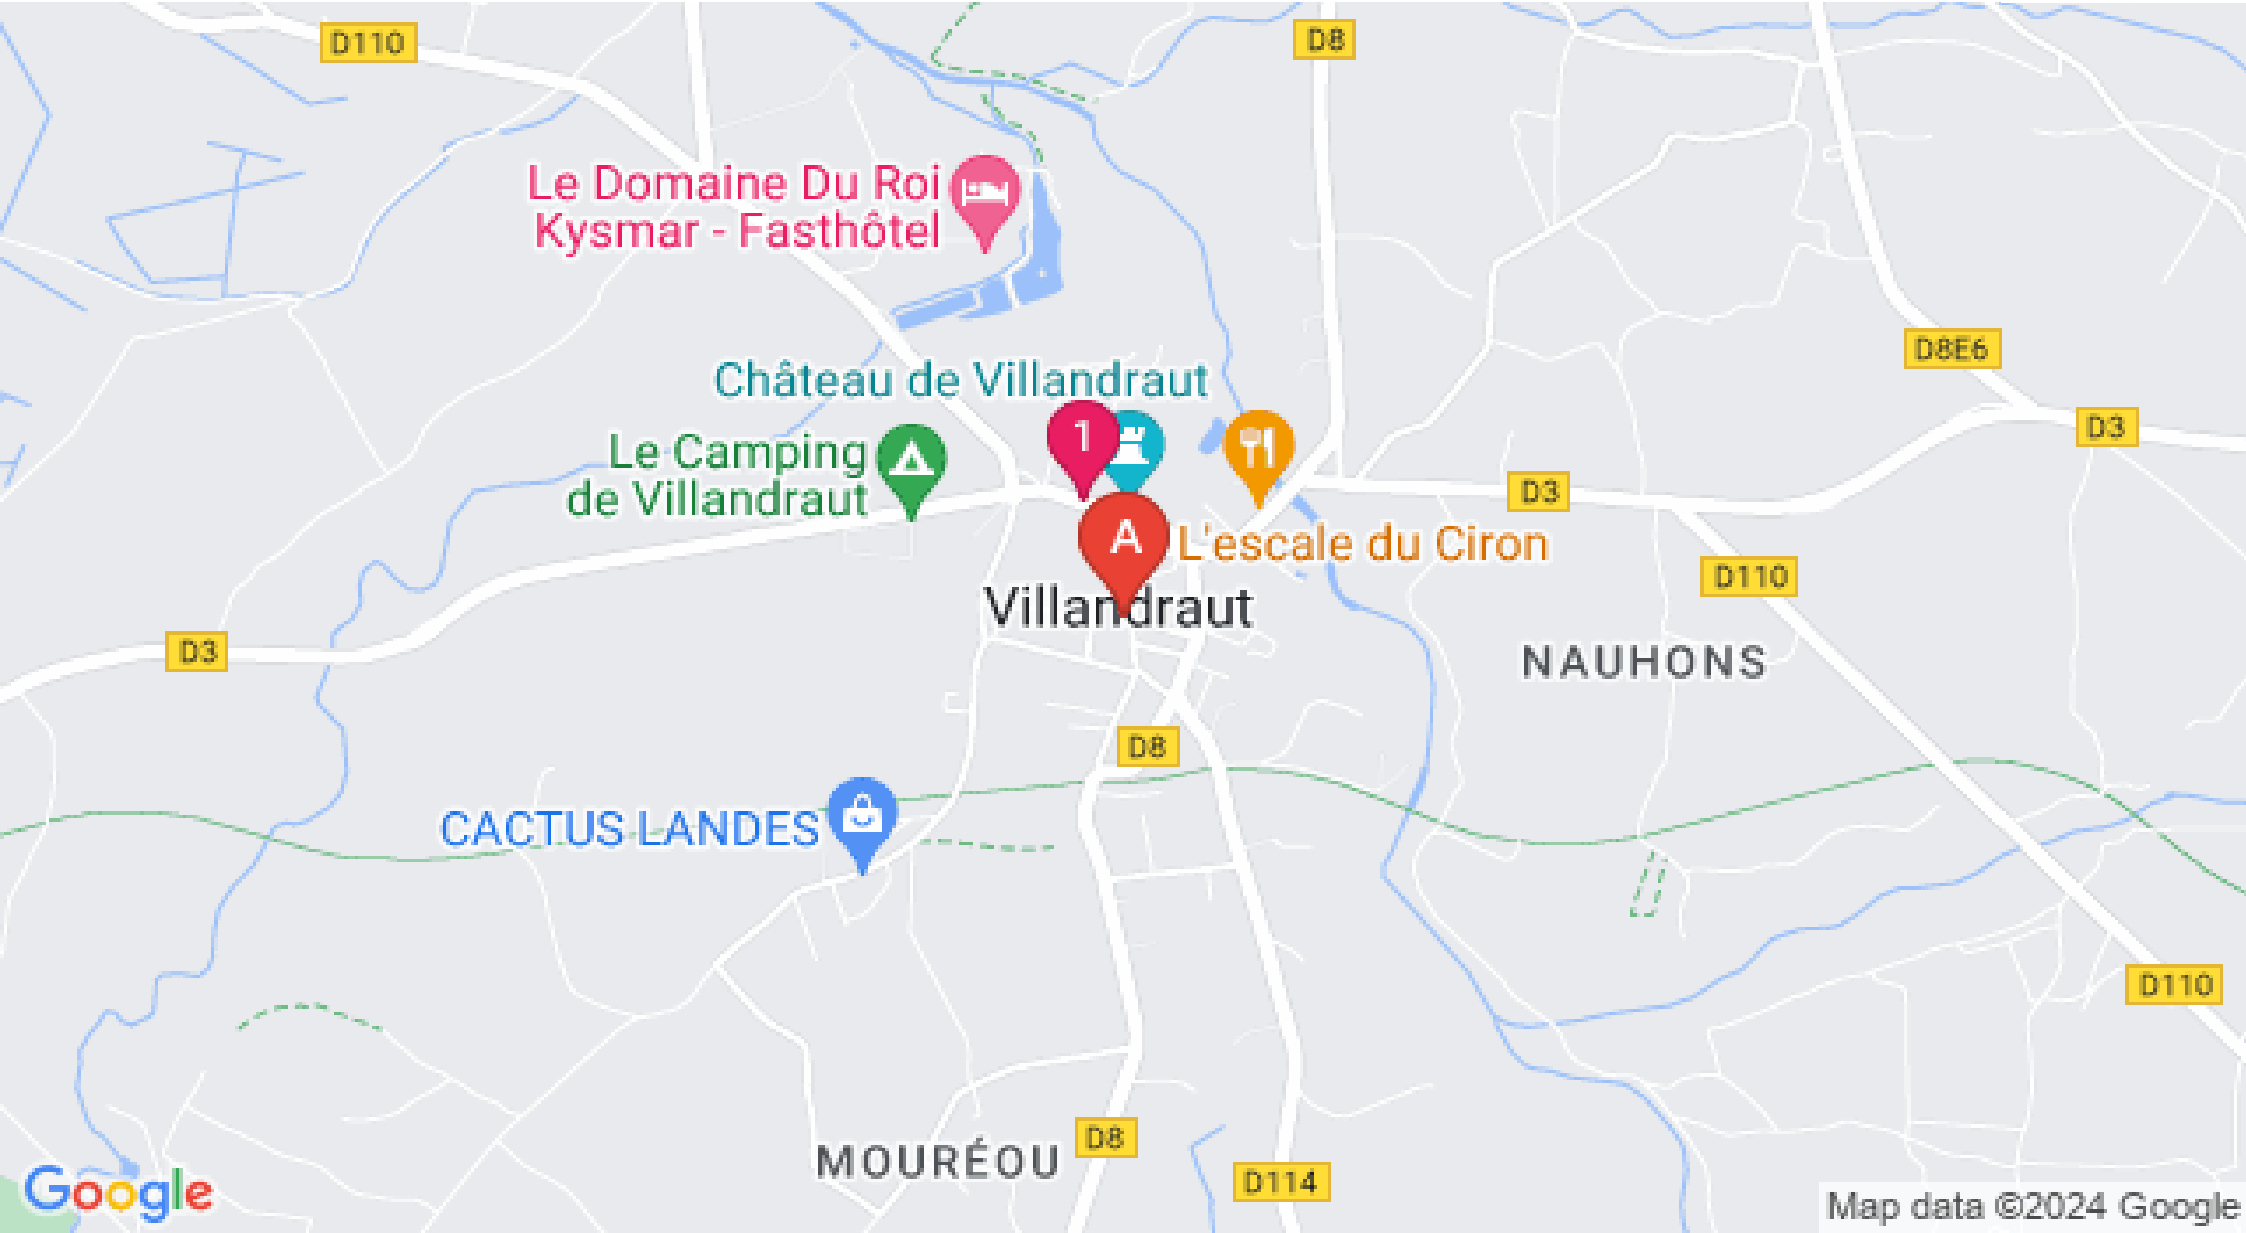 D110
D8
Le Domaine Du Roi
Kysmar - Fasthôtel
D8E6
Château de Villandraut
D3
1
Le Camping
de Villandraut
D3
A
L'escale du Ciron
D110
Villandraut
D3
NAUHONS
D8
CACTUS LANDES
D110
D8
MOURÉOU
D114
Google
Map data ©2024 Google